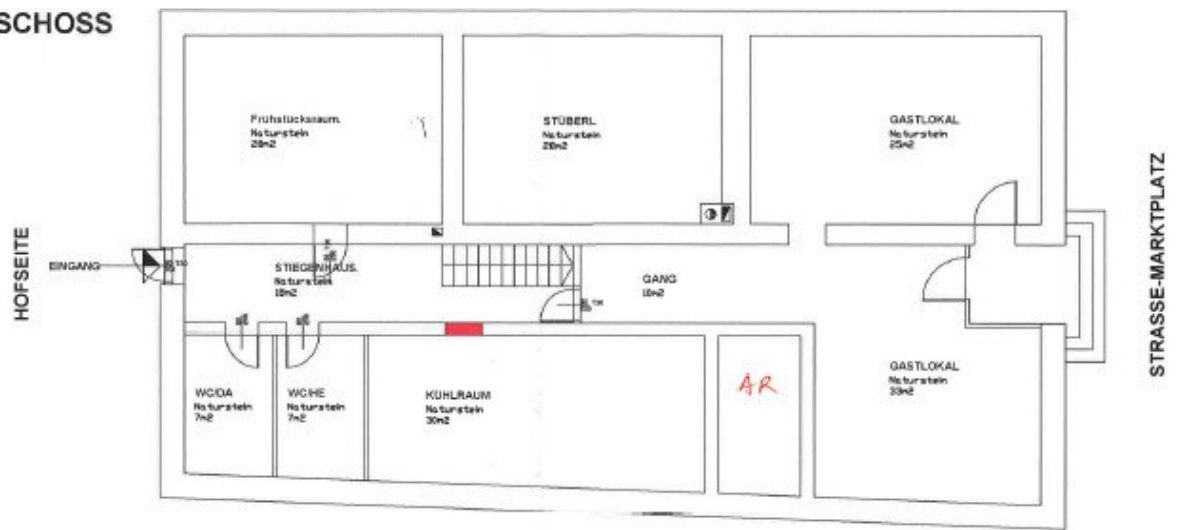 SCHOSS
Frühstücksraum.
Naturstein
28m2
STÜBERL
Naturstein
28m2
GASTLOKAL
Naturstein
25m2
HOFSEITE
EINGANG
STIEGENHAUS.
Naturstein
18m2
GANG
10m2
STRASSE-MARKTPLATZ
WC/DA
Naturstein
7m2
WC/HE
Naturstein
7m2
KÜHLRAUM
Naturstein
30m2
AR
GASTLOKAL
Naturstein
33m2